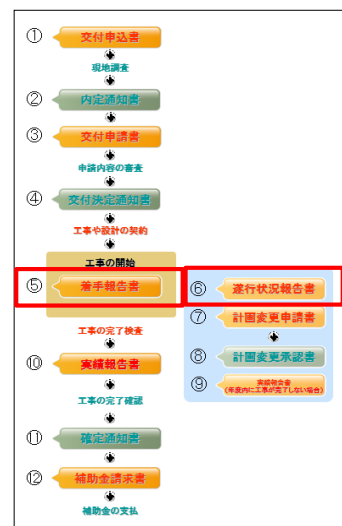 ① 交付申込書
現地調査
② 内定通知書
③ 交付申請書
申請内容の審査
④ 交付決定通知書
工事や設計の契約
工事の開始
⑤ 着手報告書
⑥ 遂行状況報告書
⑦ 計画変更申請書
⑧ 計画変更承認書
⑨ 実績報告書
(年度内に工事が完了しない場合)
工事の完了検査
⑩ 実績報告書
工事の完了確認
⑪ 確定通知書
⑫ 補助金請求書
補助金の支払